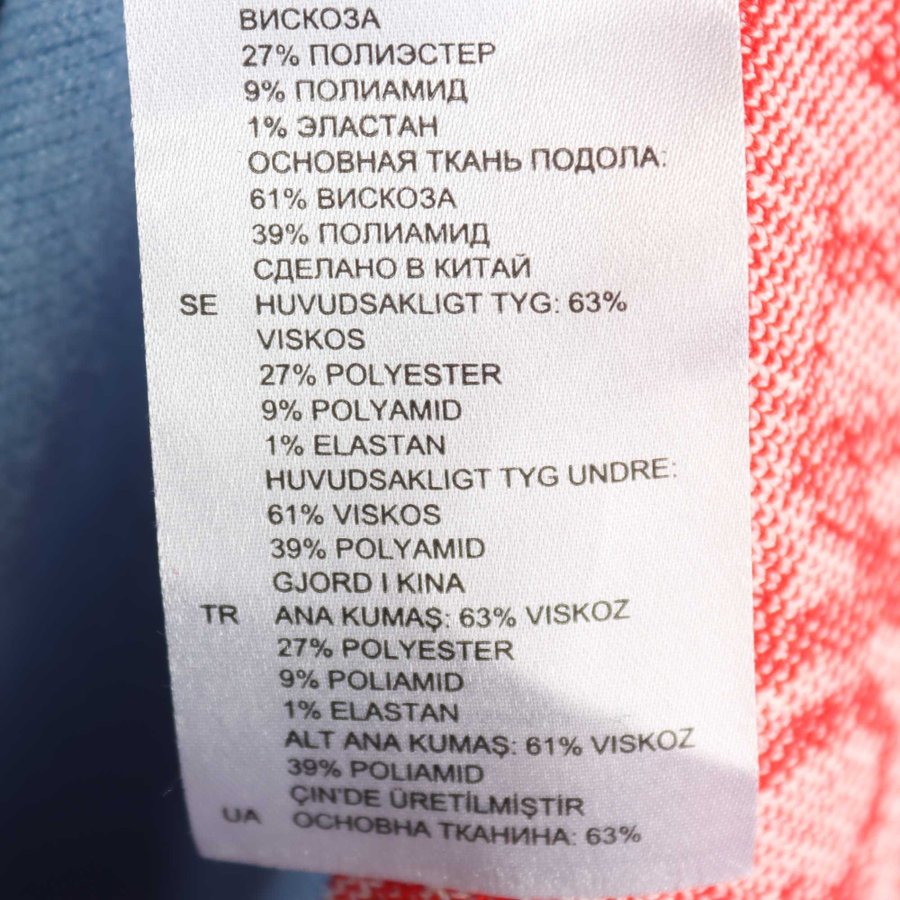 ВИСКОЗА
27% ПОЛИЭСТЕР
9% ПОЛИАМИД
1% ЭЛАСТАН
ОСНОВНАЯ ТКАНЬ ПОДОЛА:
61% ВИСКОЗА
39% ПОЛИАМИД
СДЕЛАНО В КИТАЙ
SE HUVUDSAKLIGT TYG: 63%
VISKOS
27% POLYESTER
9% POLYAMID
1% ELASTAN
HUVUDSAKLIGT TYG UNDRE:
61% VISKOS
39% POLYAMID
GJORD I KINA
TR ANA KUMAŞ: 63% VISKOZ
27% POLYESTER
9% POLIAMID
1% ELASTAN
ALT ANA KUMAŞ: 61% VISKOZ
39% POLIAMID
ÇIN'DE ÜRETİLMİŞTİR
UA ОСНОВНА ТКАНИНА: 63%